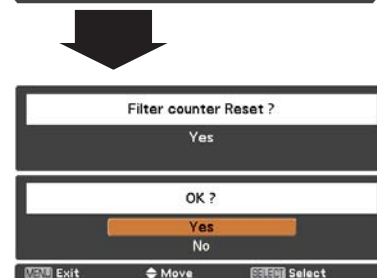 Filter counter Reset ?
Yes
OK ?
Yes
No
MENU Exit Move SELECT Select